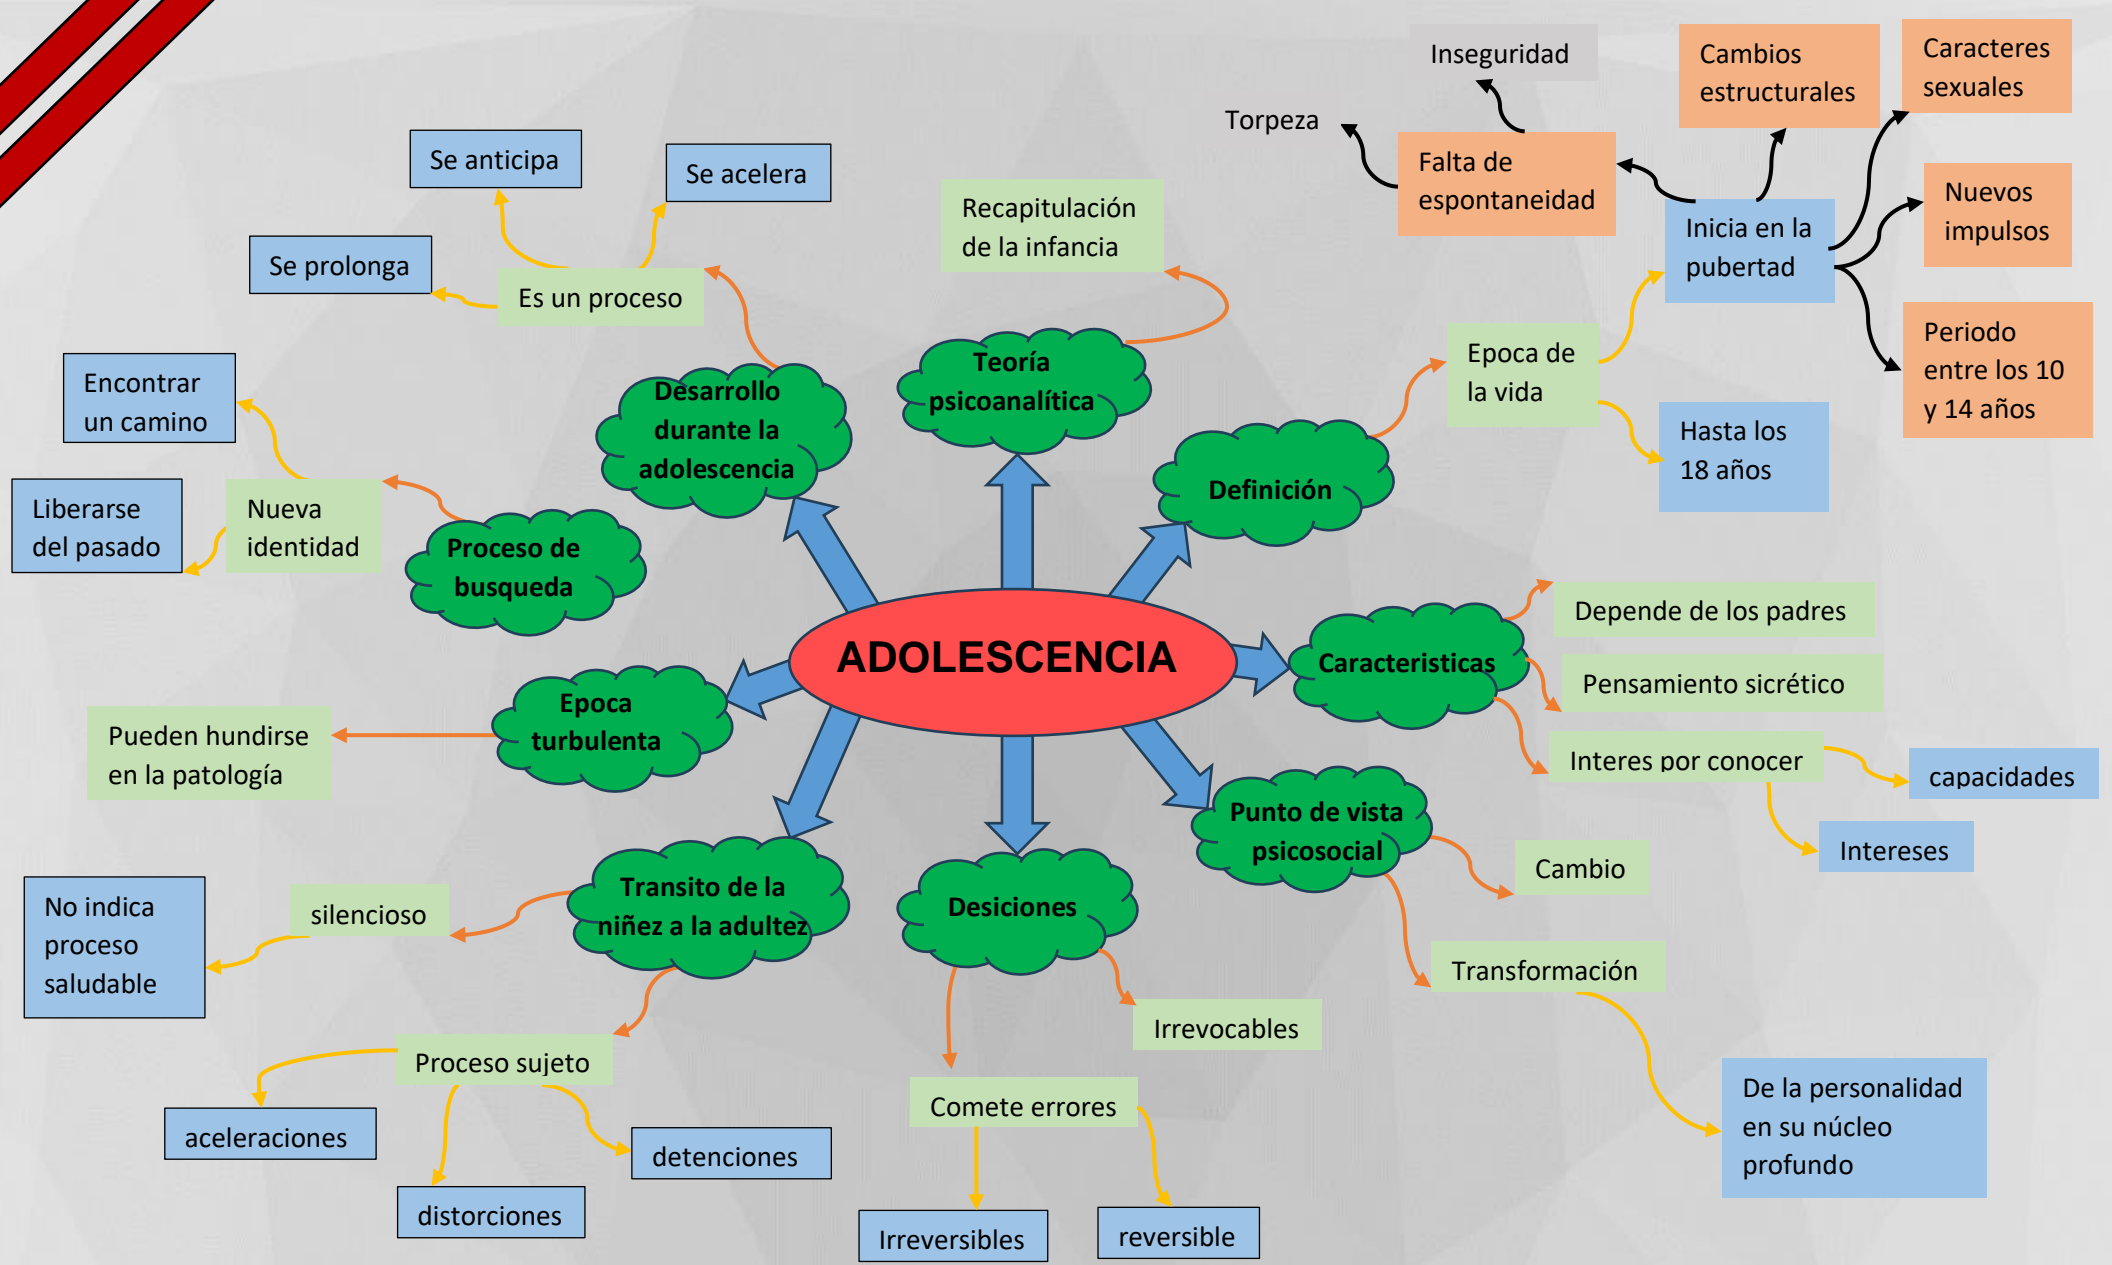 Inseguridad
Cambios
estructurales
Caracteres
sexuales
Torpeza
Falta de
espontaneidad
Nuevos
impulsos
Inicia en la
pubertad
Periodo
entre los 10
y 14 años
Epoca de
la vida
Hasta los
18 años
Se anticipa
Se acelera
Se prolonga
Es un proceso
Recapitulación
de la infancia
Teoría
psicoanalítica
Desarrollo
durante la
adolescencia
Definición
Encontrar
un camino
Liberarse
del pasado
Nueva
identidad
Proceso de
busqueda
ADOLESCENCIA
Caracteristicas
Depende de los padres
Pensamiento sicrético
Interes por conocer
capacidades
Intereses
Epoca
turbulenta
Pueden hundirse
en la patología
Punto de vista
psicosocial
Cambio
Transformación
De la personalidad
en su núcleo
profundo
Transito de la
niñez a la adultez
silencioso
No indica
proceso
saludable
Proceso sujeto
aceleraciones
distorciones
detenciones
Desiciones
Irrevocables
Comete errores
Irreversibles
reversible